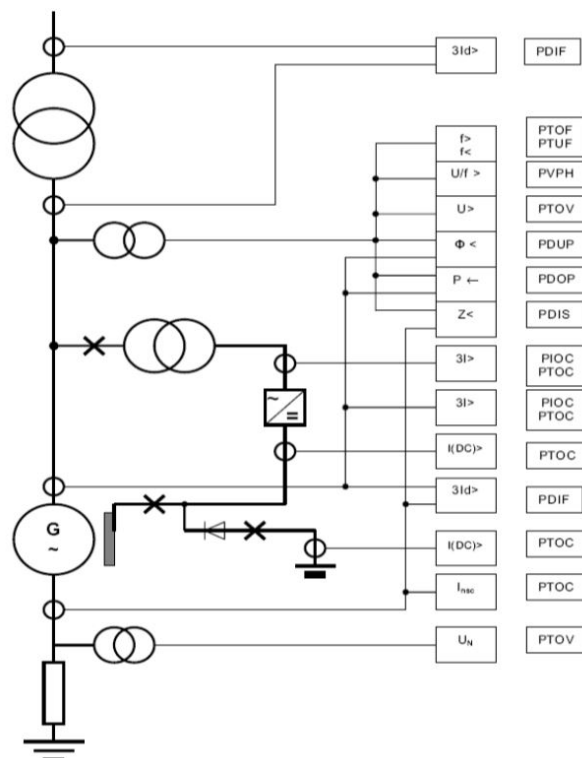 3Id> PDIF
f> PTOF
f< PTUF
U/f > PVPH
U> PTOV
Φ < PDUP
P ← PDOP
Z< PDIS
3I> PIOC
PTOC
3I> PIOC
PTOC
~
=
I(DC)> PTOC
3Id> PDIF
G
~
I(DC)> PTOC
Insc PTOC
UN PTOV